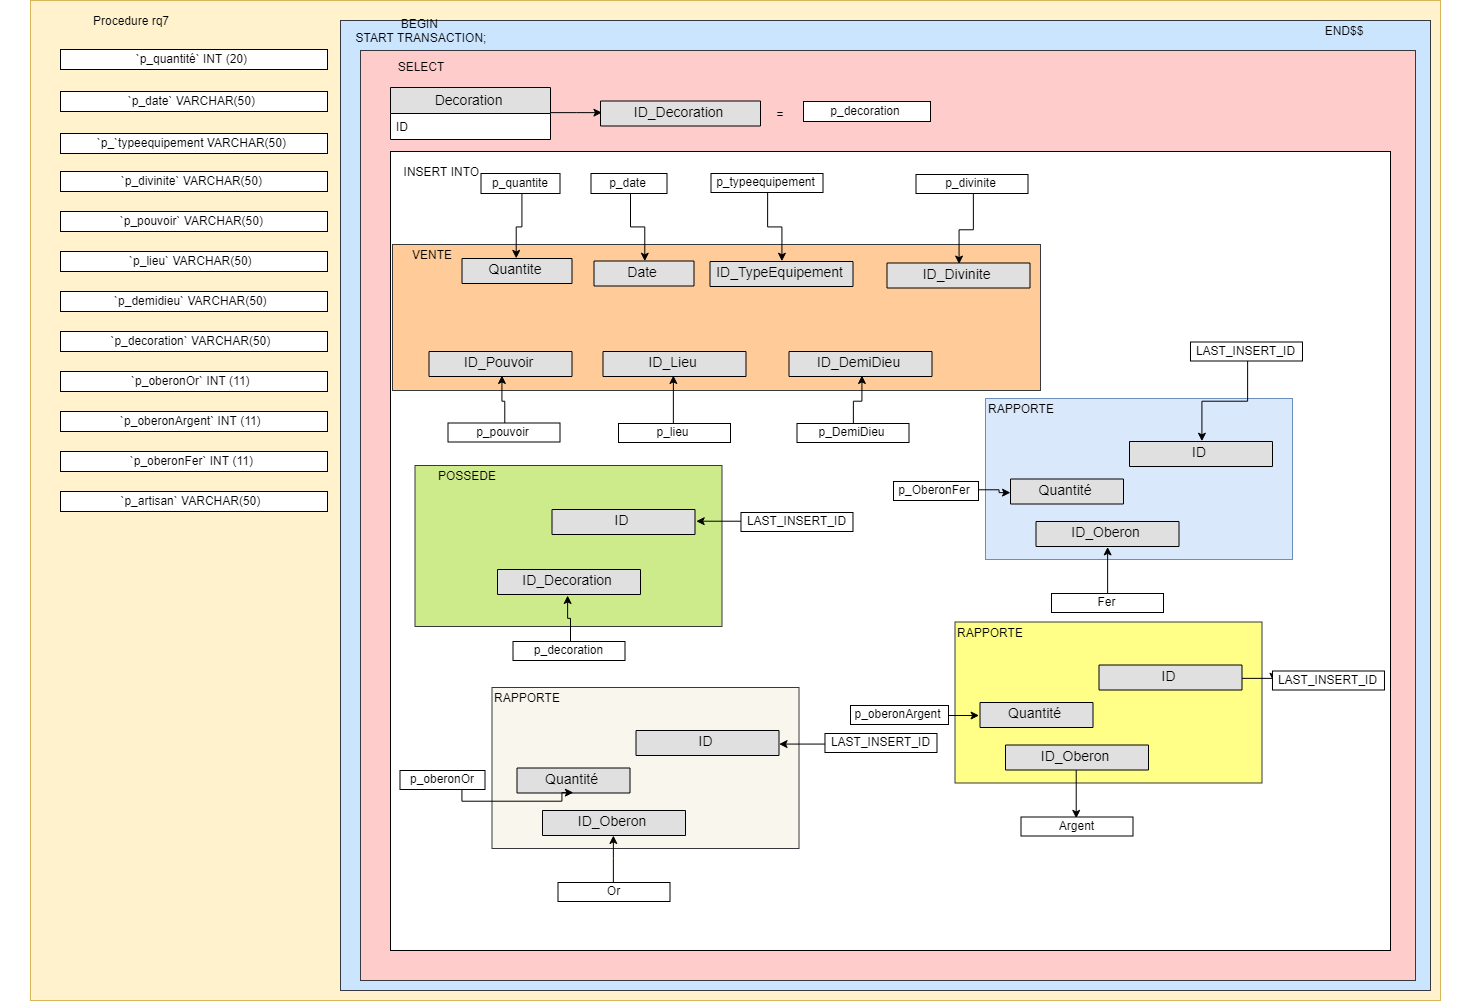 Procedure rq7
`p_quantité` INT (20)
`p_date` VARCHAR(50)
`p_`typeequipement VARCHAR(50)
`p_divinite` VARCHAR(50)
`p_pouvoir` VARCHAR(50)
`p_lieu` VARCHAR(50)
`p_demidieu` VARCHAR(50)
`p_decoration` VARCHAR(50)
`p_oberonOr` INT (11)
`p_oberonArgent` INT (11)
`p_oberonFer` INT (11)
`p_artisan` VARCHAR(50)
BEGIN
START TRANSACTION;
END$$
SELECT
Decoration
ID
ID_Decoration
=
p_decoration
INSERT INTO
p_quantite
p_date
p_typeequipement
p_divinite
VENTE
Quantite
Date
ID_TypeEquipement
ID_Divinite
ID_Pouvoir
ID_Lieu
ID_DemiDieu
p_pouvoir
p_lieu
p_DemiDieu
LAST_INSERT_ID
RAPPORTE
ID
p_OberonFer
Quantité
ID_Oberon
Fer
POSSEDE
ID
LAST_INSERT_ID
ID_Decoration
p_decoration
RAPPORTE
ID
LAST_INSERT_ID
p_oberonArgent
Quantité
ID_Oberon
Argent
RAPPORTE
ID
LAST_INSERT_ID
p_oberonOr
Quantité
ID_Oberon
Or